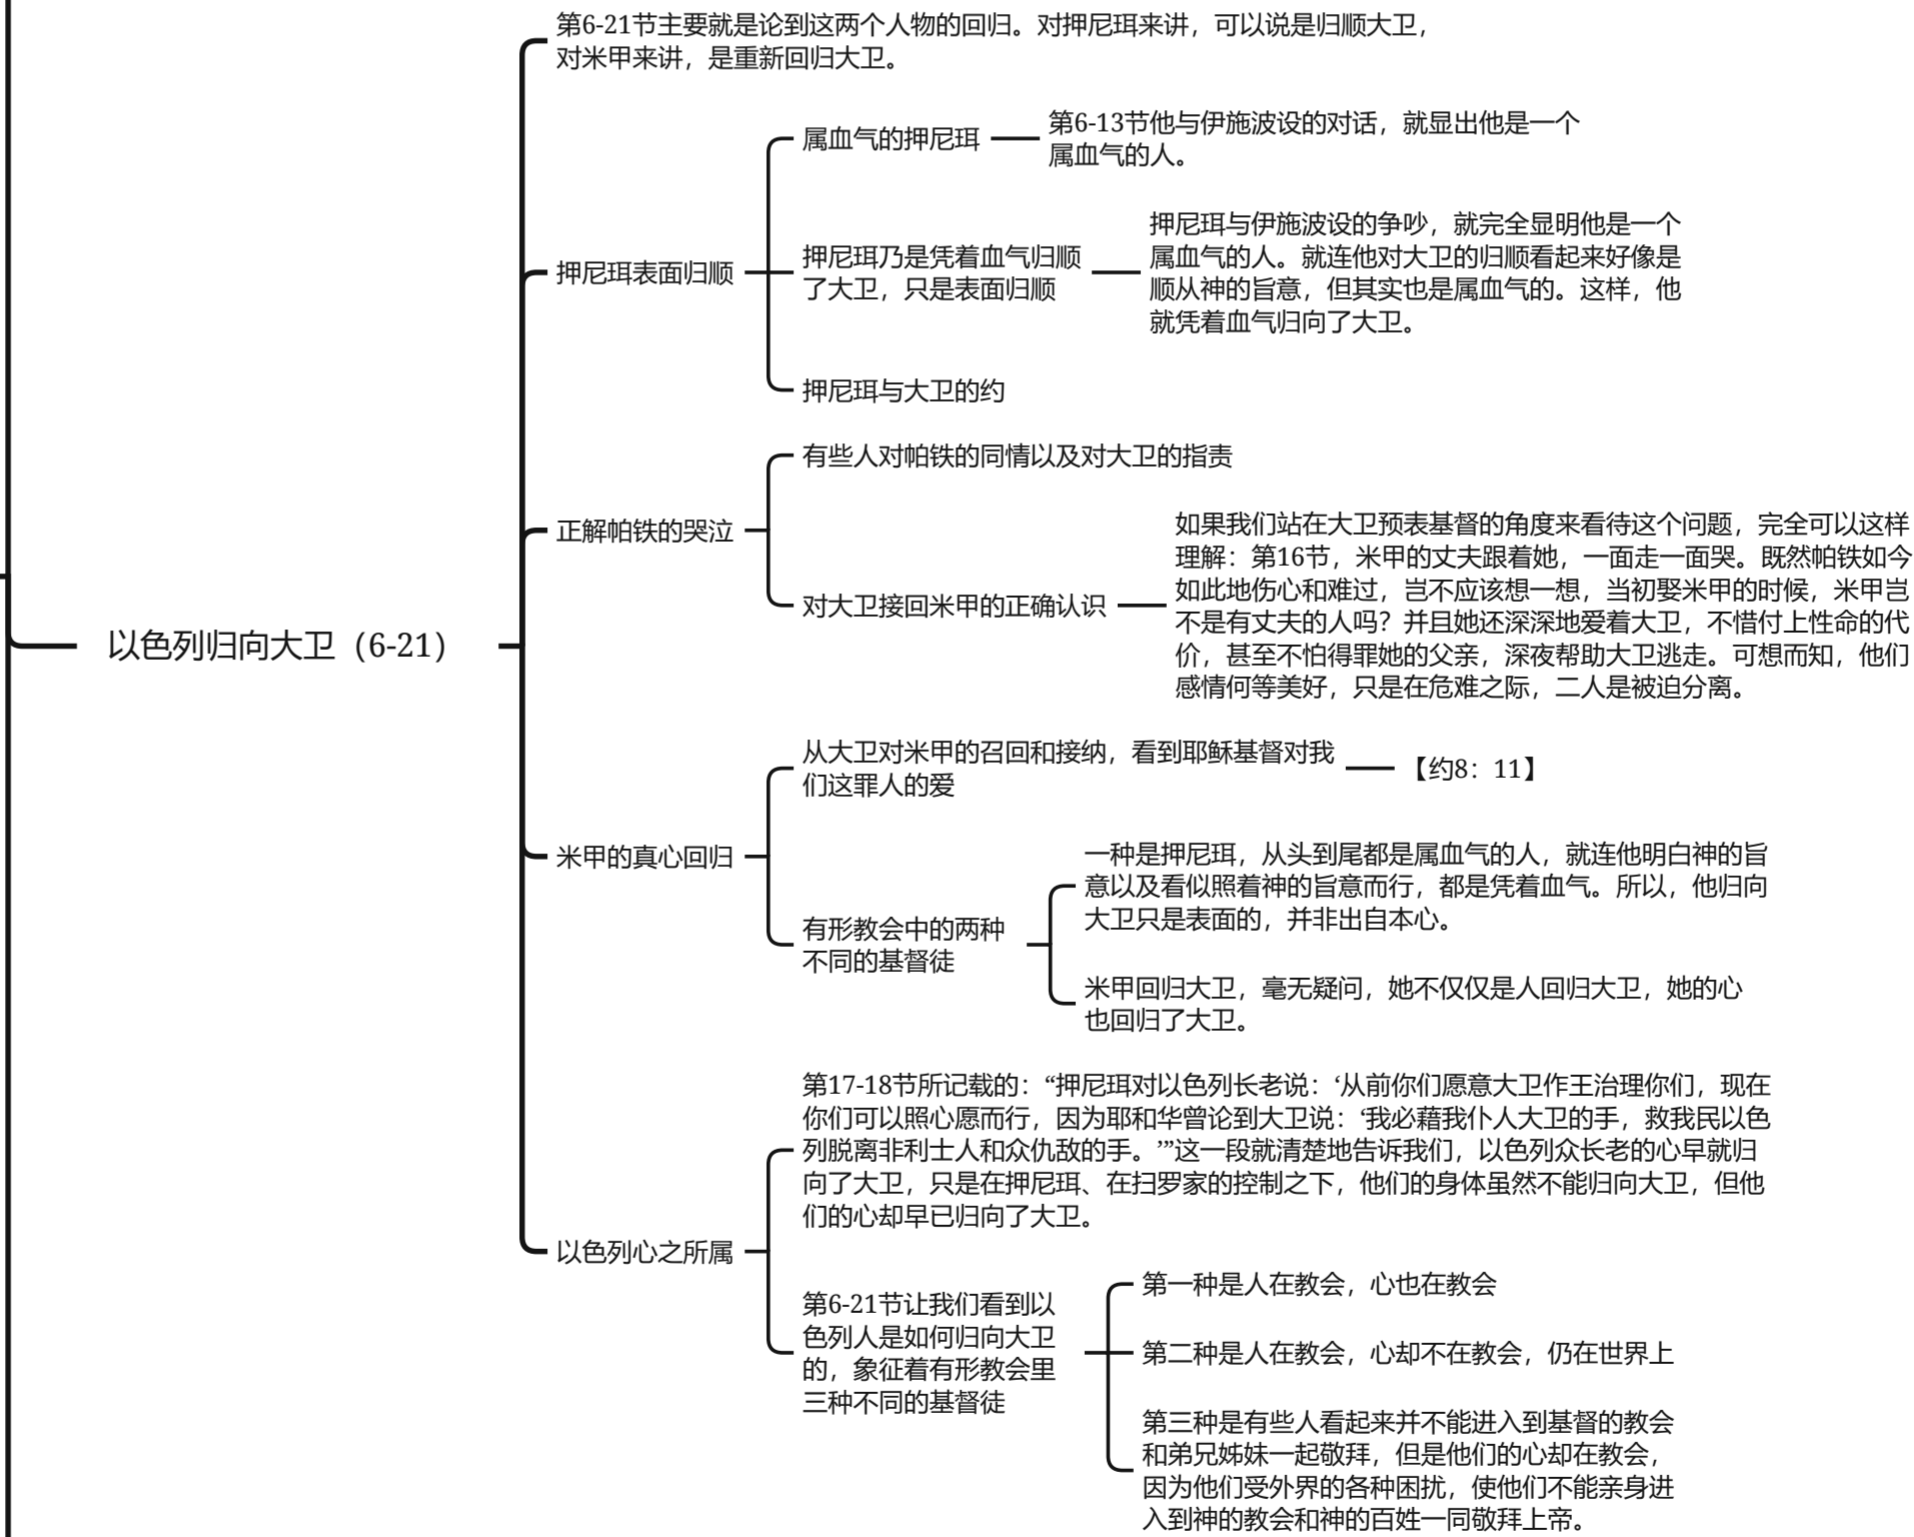 第6-21节主要就是论到这两个人物的回归。对押尼珥来讲，可以说是归顺大卫，
对米甲来讲，是重新回归大卫。
属血气的押尼珥
第6-13节他与伊施波设的对话，就显出他是一个
属血气的人。
押尼珥表面归顺
押尼珥乃是凭着血气归顺
了大卫，只是表面归顺
押尼珥与伊施波设的争吵，就完全显明他是一个
属血气的人。就连他对大卫的归顺看起来好像是
顺从神的旨意，但其实也是属血气的。这样，他
就凭着血气归向了大卫。
押尼珥与大卫的约
有些人对帕铁的同情以及对大卫的指责
正解帕铁的哭泣
对大卫接回米甲的正确认识
如果我们站在大卫预表基督的角度来看待这个问题，完全可以这样
理解：第16节，米甲的丈夫跟着她，一面走一面哭。既然帕铁如今
如此地伤心和难过，岂不应该想一想，当初娶米甲的时候，米甲岂
不是有丈夫的人吗？并且她还深深地爱着大卫，不惜付上性命的代
价，甚至不怕得罪她的父亲，深夜帮助大卫逃走。可想而知，他们
感情何等美好，只是在危难之际，二人是被迫分离。
以色列归向大卫（6-21）
从大卫对米甲的召回和接纳，看到耶稣基督对我
们这罪人的爱
【约8：11】
米甲的真心回归
有形教会中的两种
不同的基督徒
一种是押尼珥，从头到尾都是属血气的人，就连他明白神的旨
意以及看似照着神的旨意而行，都是凭着血气。所以，他归向
大卫只是表面的，并非出自本心。
米甲回归大卫，毫无疑问，她不仅仅是人回归大卫，她的心
也回归了大卫。
第17-18节所记载的：“押尼珥对以色列长老说：‘从前你们愿意大卫作王治理你们，现在
你们可以照心愿而行，因为耶和华曾论到大卫说：‘我必藉我仆人大卫的手，救我民以色
列脱离非利士人和众仇敌的手。’”这一段就清楚地告诉我们，以色列众长老的心早就归
向了大卫，只是在押尼珥、在扫罗家的控制之下，他们的身体虽然不能归向大卫，但他
们的心却早已归向了大卫。
以色列心之所属
第6-21节让我们看到以
色列人是如何归向大卫
的，象征着有形教会里
三种不同的基督徒
第一种是人在教会，心也在教会
第二种是人在教会，心却不在教会，仍在世界上
第三种是有些人看起来并不能进入到基督的教会
和弟兄姊妹一起敬拜，但是他们的心却在教会，
因为他们受外界的各种困扰，使他们不能亲身进
入到神的教会和神的百姓一同敬拜上帝。